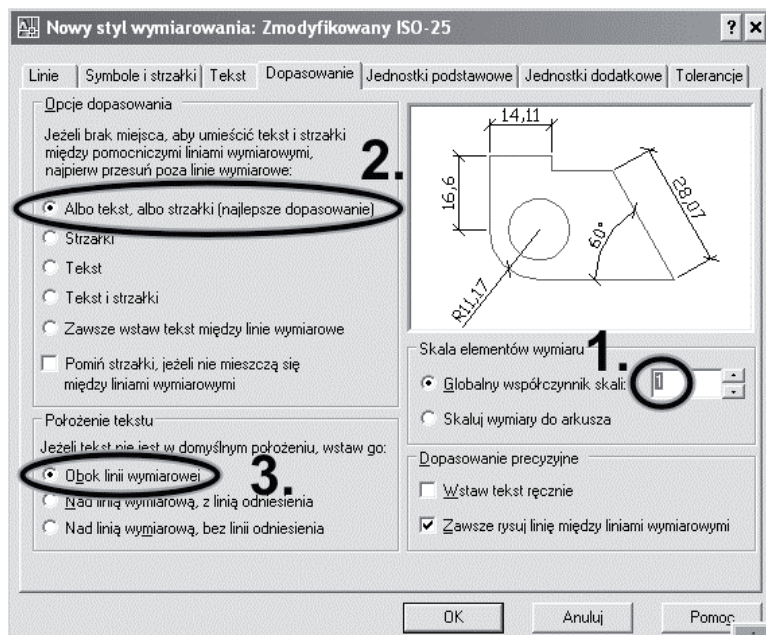 Nowy styl wymiarowania: Zmodyfikowany ISO-25
Linie
Symbole i strzałki
Tekst
Dopasowanie
Jednostki podstawowe
Jednostki dodatkowe
Tolerancje
Opcje dopasowania
Jeżeli brak miejsca, aby umieścić tekst i strzałki
między pomocniczymi liniami wymiarowymi,
najpierw przesuń poza linie wymiarowe:
2.
Albo tekst, albo strzałki (najlepsze dopasowanie)
Strzałki
Tekst
Tekst i strzałki
Zawsze wstaw tekst między linie wymiarowe
Pomiń strzałki, jeżeli nie mieszczą się
między liniami wymiarowymi
Położenie tekstu
Jeżeli tekst nie jest w domyślnym położeniu, wstaw go:
Obok linii wymiarowej
3.
Nad linią wymiarową, z linią odniesienia
Nad linią wymiarową, bez linii odniesienia
14,11
16,6
28,07
60°
R11,17
Skala elementów wymiaru
1.
Globalny współczynnik skali:
1
Skaluj wymiary do arkusza
Dopasowanie precyzyjne
Wstaw tekst ręcznie
Zawsze rysuj linię między liniami wymiarowymi
OK
Anuluj
Pomoc